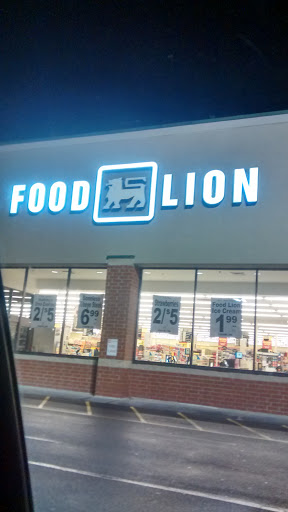 FOOD LION
2/$5
6.99
Strawberries
2/$5
Food Lion
Ice Cream
1.99